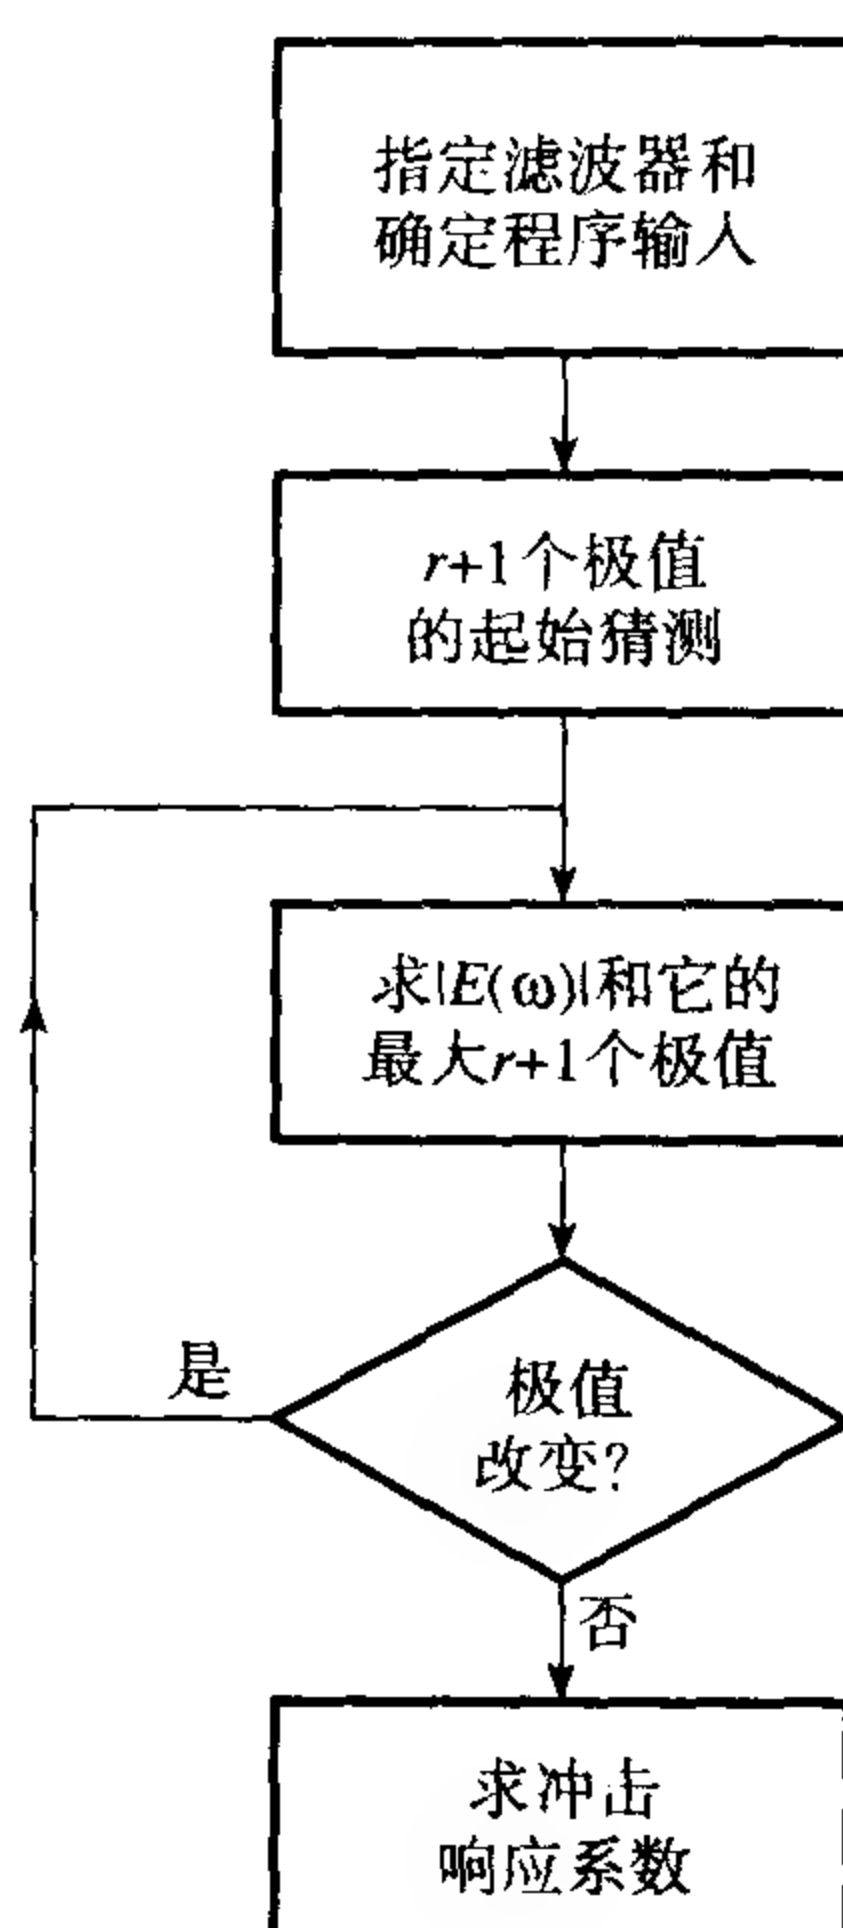 指定滤波器和
确定程序输入
r+1个极值
的起始猜测
求|E(ω)|和它的
最大r+1个极值
极值
改变?
是
否
求冲击
响应系数